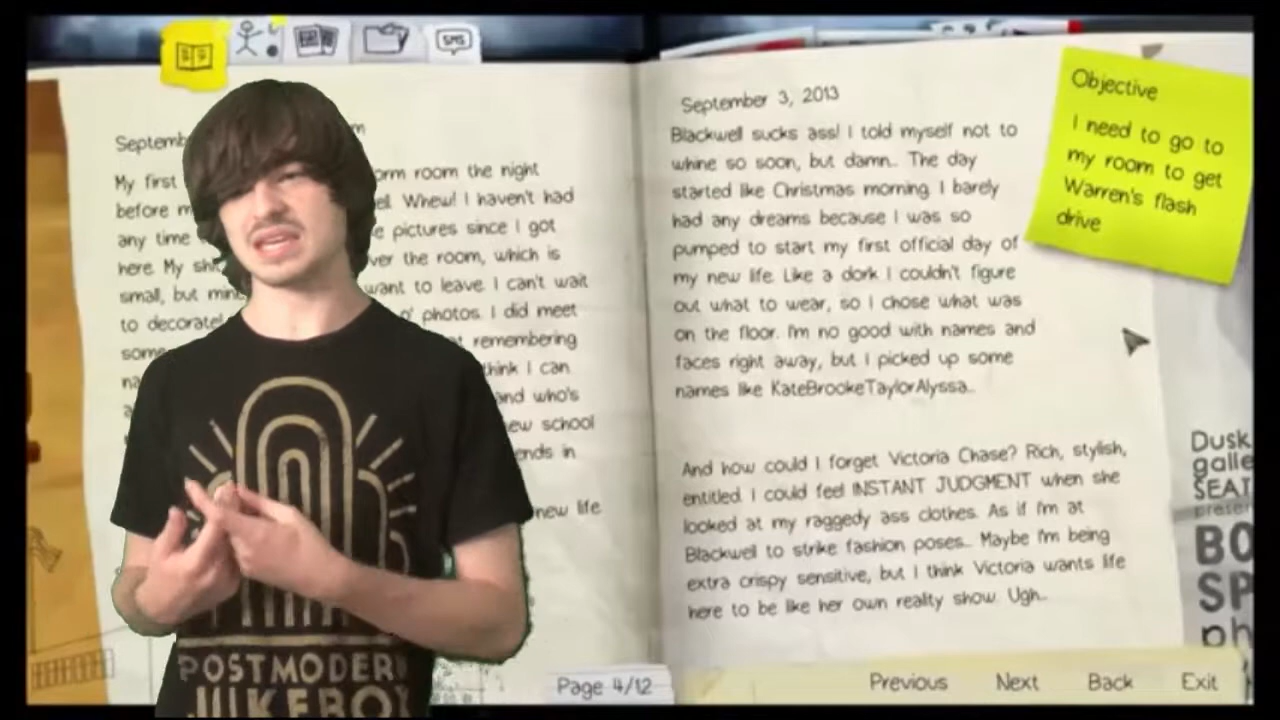 SMS
Septemb
My first orm room the night
before m ell. Whew! I haven't had
any time e pictures since I got
here. My shi ver the room, which is
small, but mint want to leave. I can't wait
to decorate! o' photos. I did meet
some t remembering
na think I can
a and who's
ew school
ends in
new life
Page 4/12
September 3, 2013
Blackwell sucks ass! I told myself not to
whine so soon, but damn... The day
started like Christmas morning. I barely
had any dreams because I was so
pumped to start my first official day of
my new life. Like a dork I couldn't figure
out what to wear, so I chose what was
on the floor. I'm no good with names and
faces right away, but I picked up some
names like KateBrookeTaylorAlyssa...
And how could I forget Victoria Chase? Rich, stylish,
entitled. I could feel INSTANT JUDGMENT when she
looked at my raggedy ass clothes. As if I'm at
Blackwell to strike fashion poses... Maybe I'm being
extra crispy sensitive, but I think Victoria wants life
here to be like her own reality show. Ugh...
Objective
I need to go to
my room to get
Warren's flash
drive
Dusk
galle
SEAT
presen
BO
SP
ph
Previous Next Back Exit
POSTMODERN
JUKEBOX